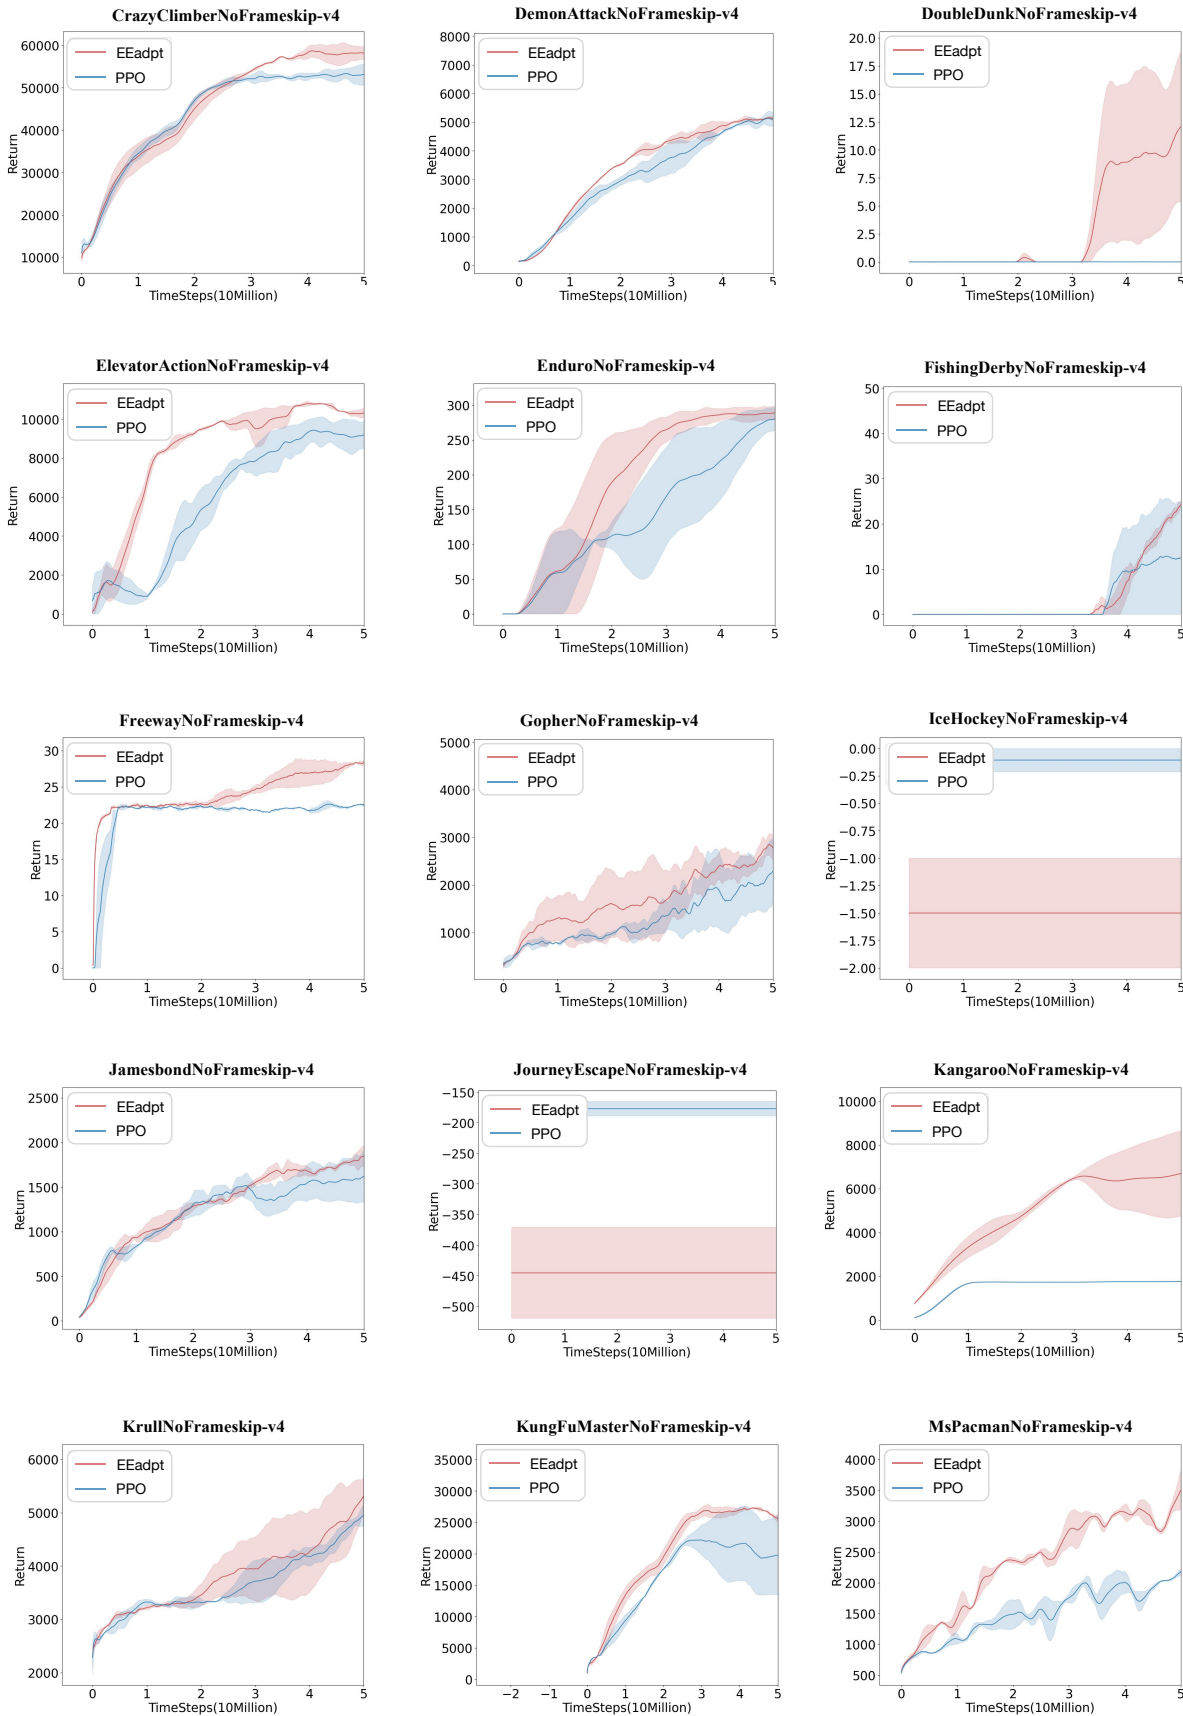 CrazyClimberNoFrameskip-v4
EEadpt
PPO
Return
60000
50000
40000
30000
20000
10000
0 1 2 3 4 5
TimeSteps(10Million)
DemonAttackNoFrameskip-v4
EEadpt
PPO
Return
8000
7000
6000
5000
4000
3000
2000
1000
0
0 1 2 3 4 5
TimeSteps(10Million)
DoubleDunkNoFrameskip-v4
EEadpt
PPO
Return
20.0
17.5
15.0
12.5
10.0
7.5
5.0
2.5
0.0
0 1 2 3 4 5
TimeSteps(10Million)
ElevatorActionNoFrameskip-v4
EEadpt
PPO
Return
10000
8000
6000
4000
2000
0
0 1 2 3 4 5
TimeSteps(10Million)
EnduroNoFrameskip-v4
EEadpt
PPO
Return
300
250
200
150
100
50
0
0 1 2 3 4 5
TimeSteps(10Million)
FishingDerbyNoFrameskip-v4
EEadpt
PPO
Return
50
40
30
20
10
0
0 1 2 3 4 5
TimeSteps(10Million)
FreewayNoFrameskip-v4
EEadpt
PPO
Return
30
25
20
15
10
5
0
0 1 2 3 4 5
TimeSteps(10Million)
GopherNoFrameskip-v4
EEadpt
PPO
Return
5000
4000
3000
2000
1000
0 1 2 3 4 5
TimeSteps(10Million)
IceHockeyNoFrameskip-v4
EEadpt
PPO
Return
0.00
−0.25
−0.50
−0.75
−1.00
−1.25
−1.50
−1.75
−2.00
0 1 2 3 4 5
TimeSteps(10Million)
JamesbondNoFrameskip-v4
EEadpt
PPO
Return
2500
2000
1500
1000
500
0
0 1 2 3 4 5
TimeSteps(10Million)
JourneyEscapeNoFrameskip-v4
EEadpt
PPO
Return
−150
−200
−250
−300
−350
−400
−450
−500
0 1 2 3 4 5
TimeSteps(10Million)
KangarooNoFrameskip-v4
EEadpt
PPO
Return
10000
8000
6000
4000
2000
0
0 1 2 3 4 5
TimeSteps(10Million)
KrullNoFrameskip-v4
EEadpt
PPO
Return
6000
5000
4000
3000
2000
0 1 2 3 4 5
TimeSteps(10Million)
KungFuMasterNoFrameskip-v4
EEadpt
PPO
Return
35000
30000
25000
20000
15000
10000
5000
0
−2 −1 0 1 2 3 4 5
TimeSteps(10Million)
MsPacmanNoFrameskip-v4
EEadpt
PPO
Return
4000
3500
3000
2500
2000
1500
1000
500
0 1 2 3 4 5
TimeSteps(10Million)